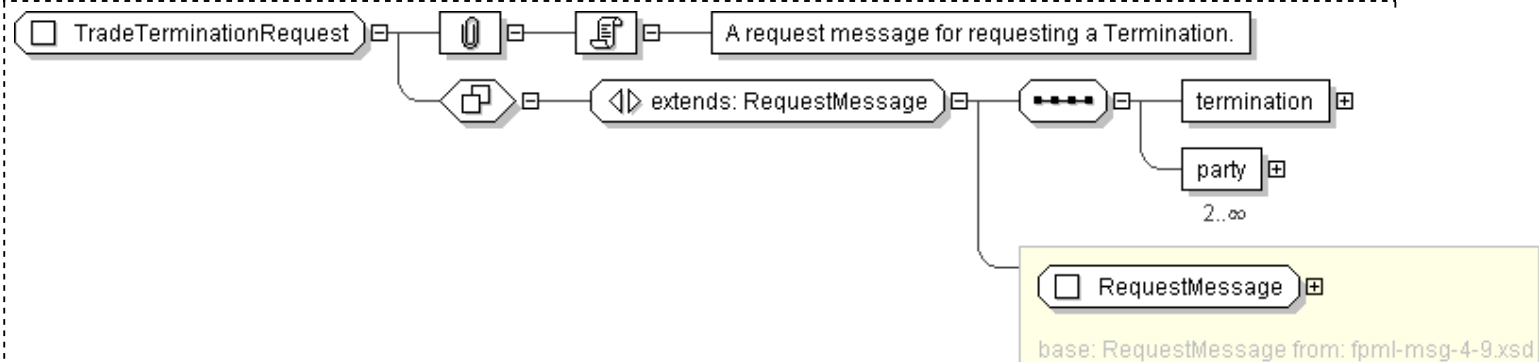 TradeTerminationRequest
A request message for requesting a Termination.
extends: RequestMessage
termination
party
2..∞
RequestMessage
base: RequestMessage from: fpml-msg-4-9.xsd